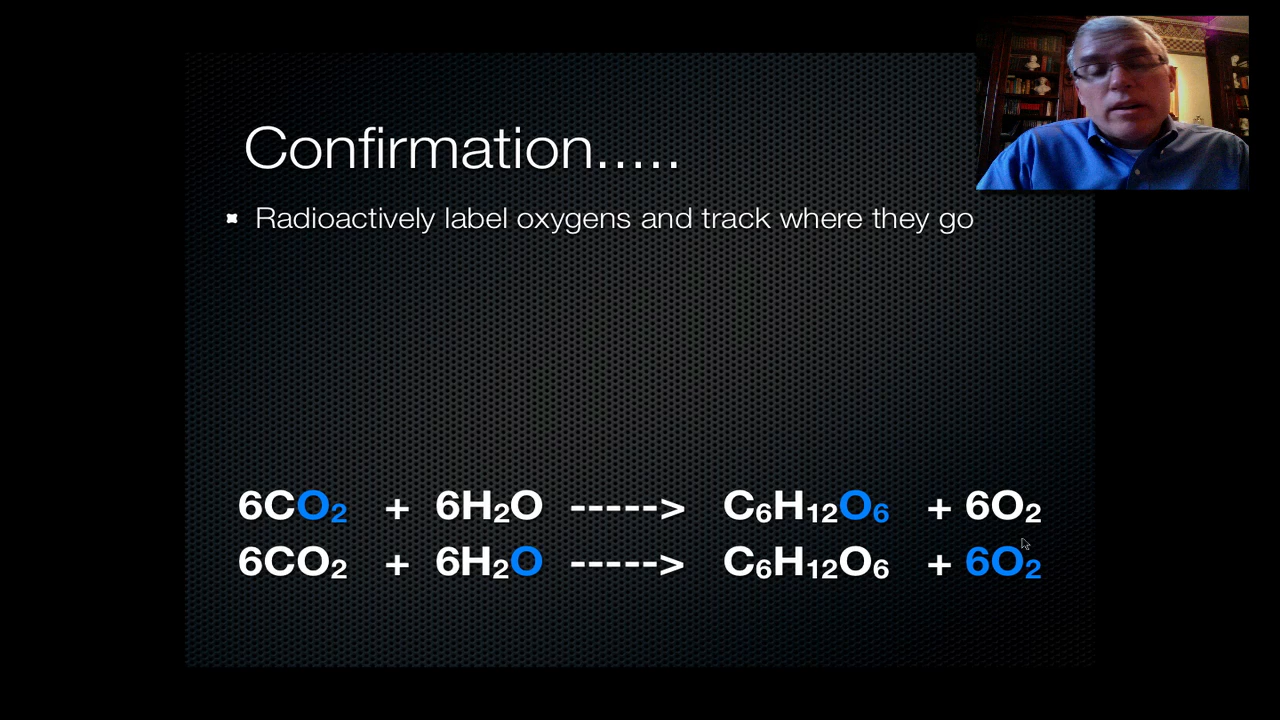 Confirmation.....
Radioactively label oxygens and track where they go
6CO₂ + 6H₂O -----> C₆H₁₂O₆ + 6O₂
6CO₂ + 6H₂O -----> C₆H₁₂O₆ + 6O₂